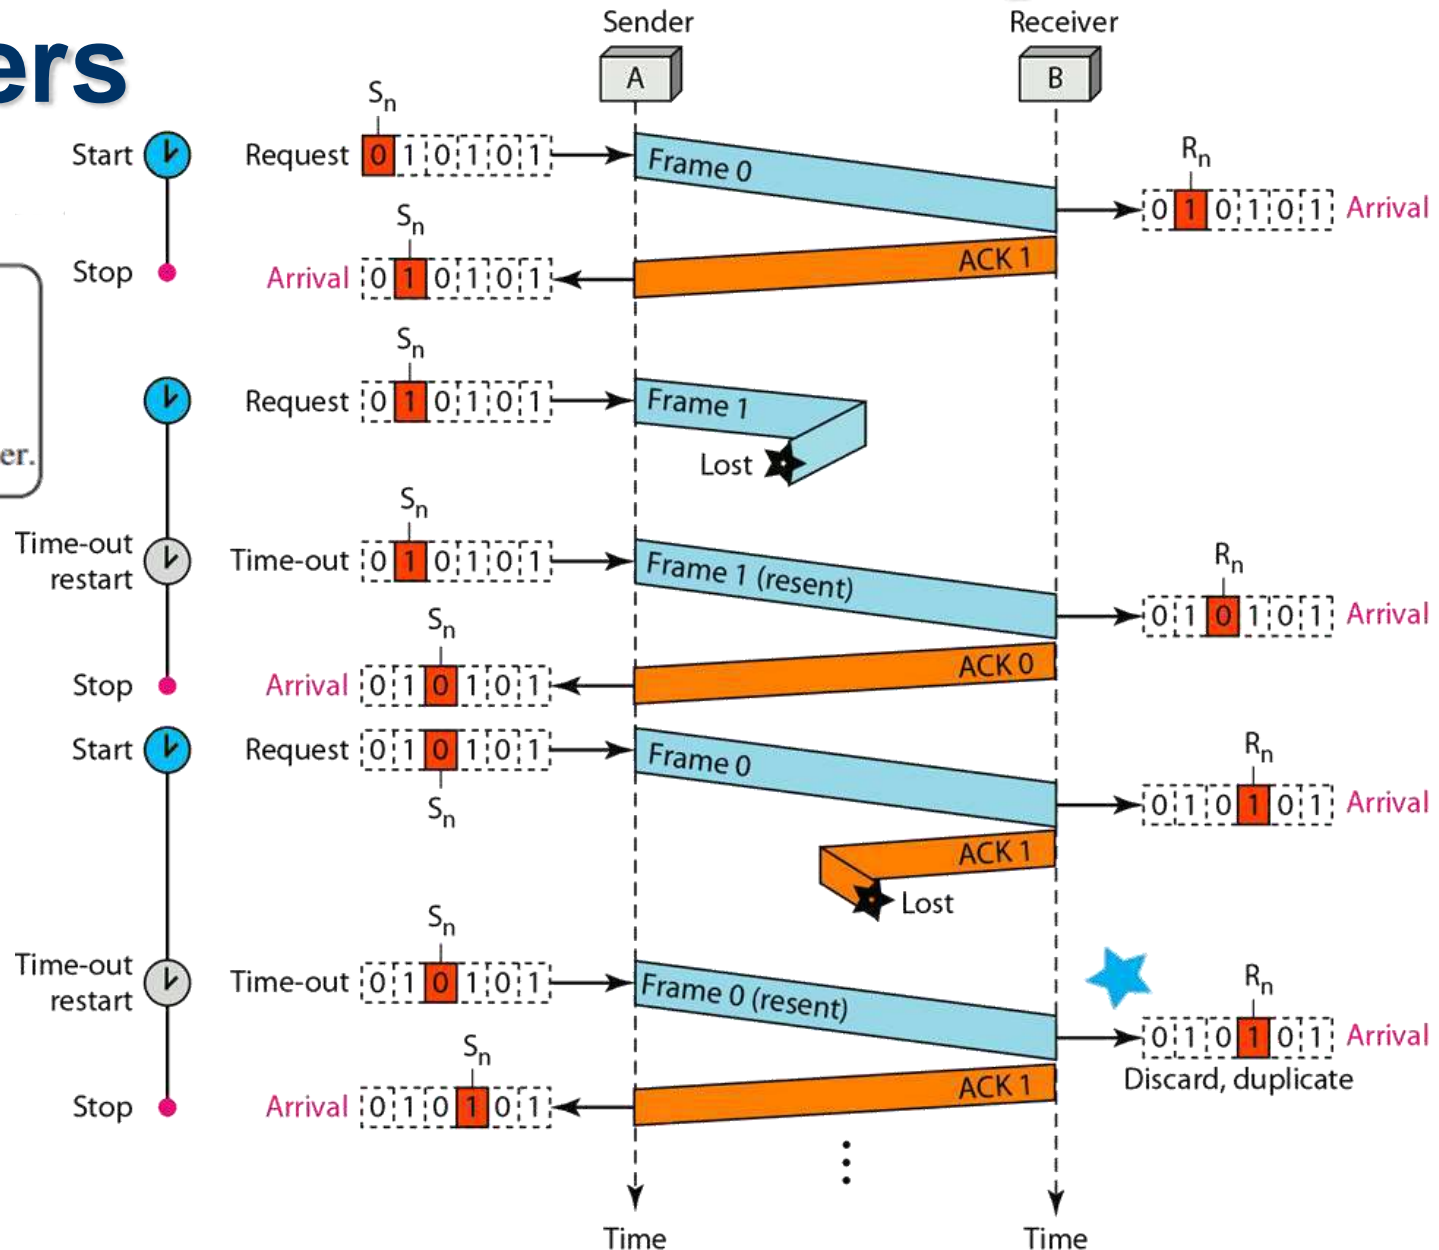 ers
er.
Sender Receiver
A B
Sn
Start Request 0 1 0 1 0 1 Frame 0
Rn
0 1 0 1 0 1 Arrival
Sn
Stop Arrival 0 1 0 1 0 1 ACK 1
Sn
Request 0 1 0 1 0 1 Frame 1
Lost
Sn
Time-out
restart
Time-out 0 1 0 1 0 1 Frame 1 (resent)
Rn
0 1 0 1 0 1 Arrival
Sn
Stop Arrival 0 1 0 1 0 1 ACK 0
Start Request 0 1 0 1 0 1 Frame 0
Sn
Rn
0 1 0 1 0 1 Arrival
ACK 1
Lost
Sn
Time-out
restart
Time-out 0 1 0 1 0 1 Frame 0 (resent)
Rn
0 1 0 1 0 1 Arrival
Discard, duplicate
Sn
Stop Arrival 0 1 0 1 0 1 ACK 1
Time Time